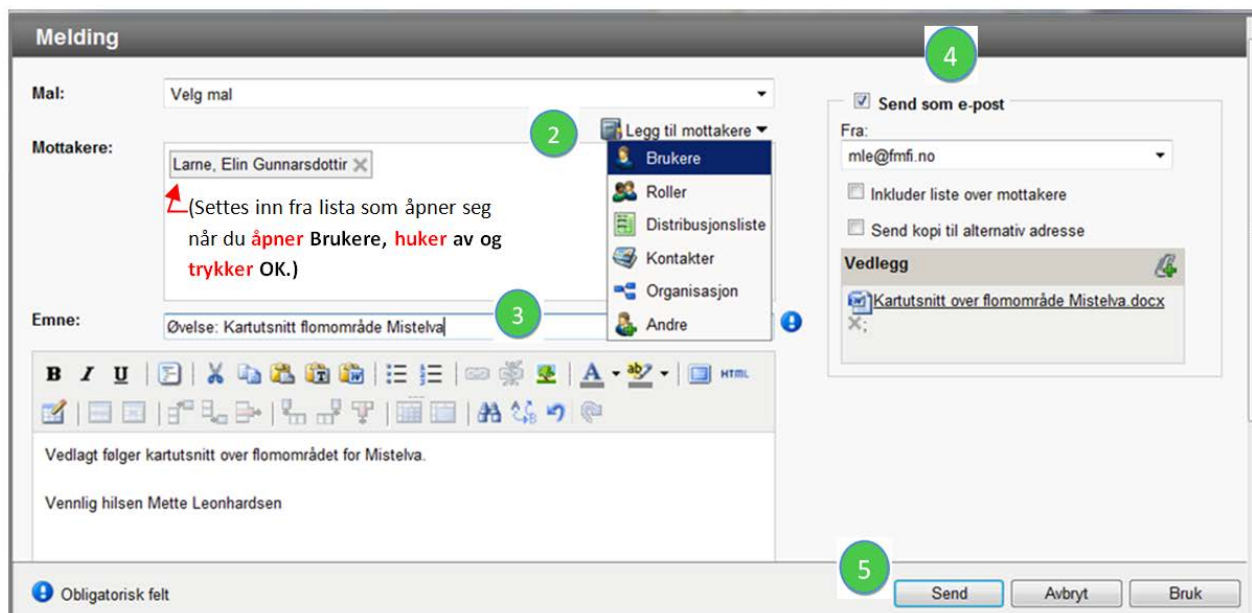 Melding
4
Mal:
Velg mal
Send som e-post
2
Legg til mottakere
Fra:
mle@fmfi.no
Mottakere:
Larne, Elin Gunnarsdottir
Brukere
Roller
Distribusjonsliste
Kontakter
Organisasjon
Andre
(Settes inn fra lista som åpner seg
når du åpner Brukere, huker av og
trykker OK.)
Inkluder liste over mottakere
Send kopi til alternativ adresse
Vedlegg
Kartutsnitt over flomområde Mistelva.docx
;
Emne:
Øvelse: Kartutsnitt flomområde Mistelva
3
B I U HTML
Vedlagt følger kartutsnitt over flomområdet for Mistelva.
Vennlig hilsen Mette Leonhardsen
5
Obligatorisk felt
Send
Avbryt
Bruk